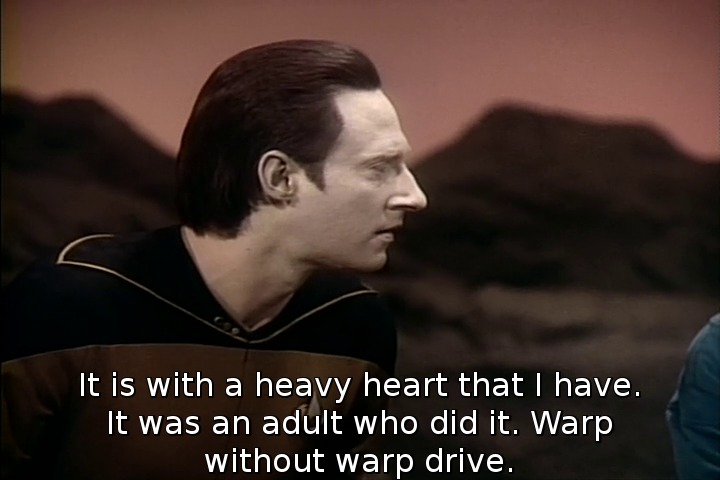 It is with a heavy heart that I have.
It was an adult who did it. Warp
without warp drive.